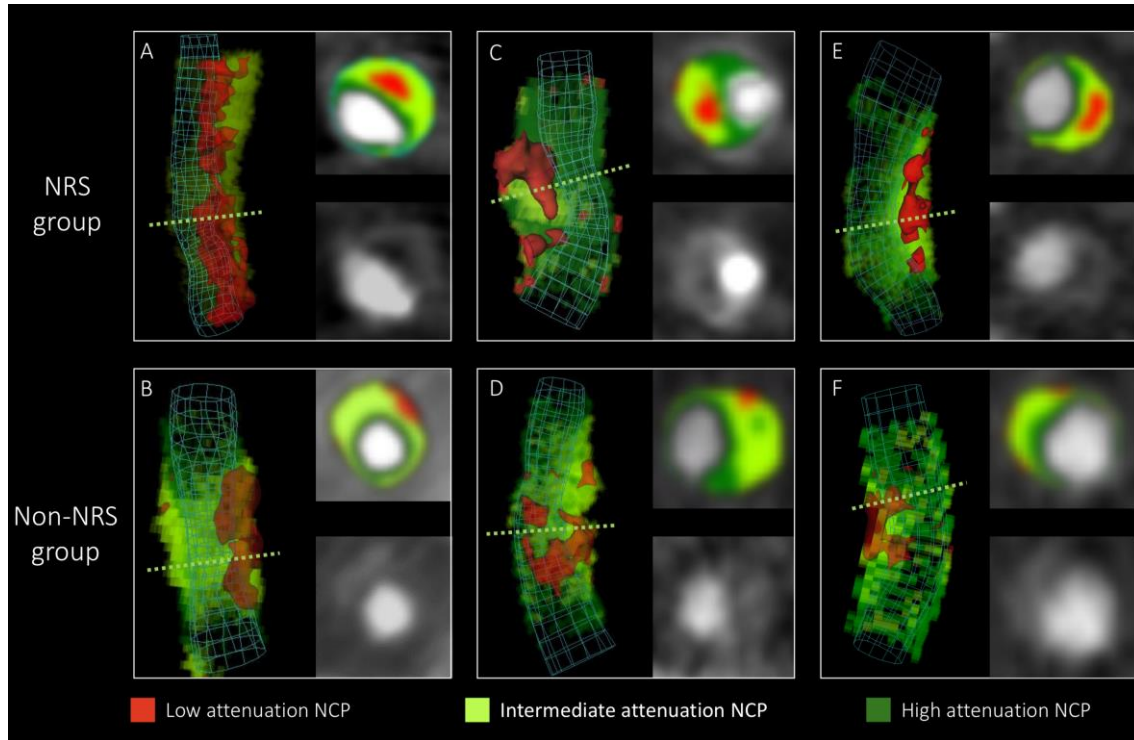 A
C
E
NRS
group
B
D
F
Non-NRS
group
Low attenuation NCP
Intermediate attenuation NCP
High attenuation NCP